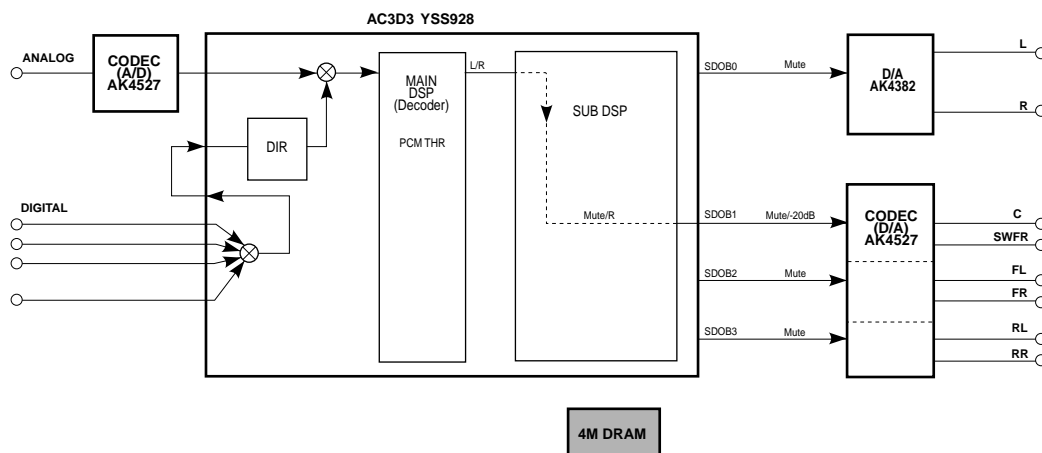 AC3D3 YSS928
ANALOG
CODEC
(A/D)
AK4527
MAIN
DSP
(Decoder)
PCM THR
L/R
SUB DSP
DIR
SDOB0 Mute
D/A
AK4382
L
R
DIGITAL
Mute/R
SDOB1 Mute/-20dB
CODEC
(D/A)
AK4527
C
SWFR
SDOB2 Mute
FL
FR
SDOB3 Mute
RL
RR
4M DRAM